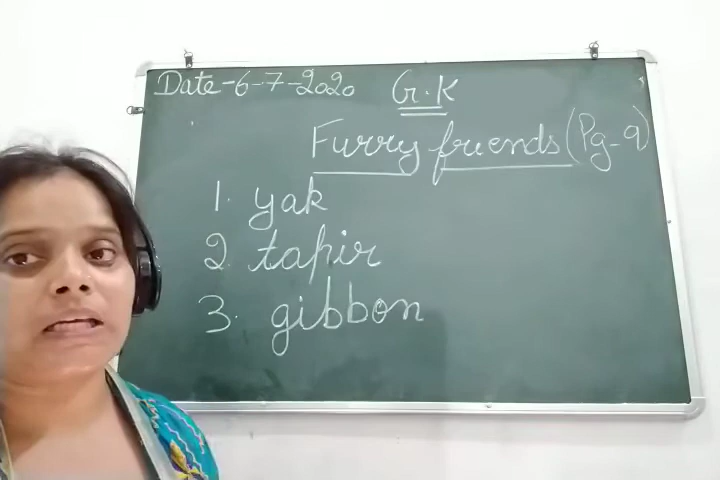 Date-6-7-2020 G.K
Furry friends (Pg-9)
1. yak
2. tapir
3. gibbon